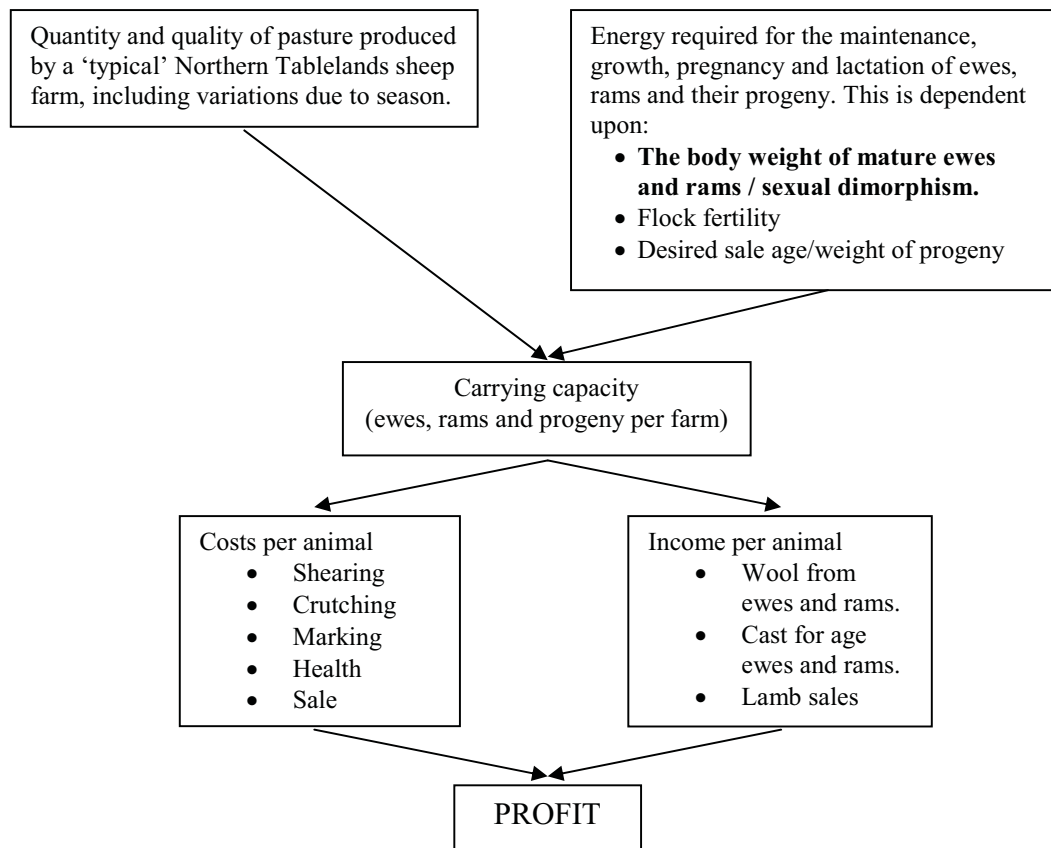 Quantity and quality of pasture produced
by a ‘typical’ Northern Tablelands sheep
farm, including variations due to season.
Energy required for the maintenance,
growth, pregnancy and lactation of ewes,
rams and their progeny. This is dependent
upon:
• The body weight of mature ewes
and rams / sexual dimorphism.
• Flock fertility
• Desired sale age/weight of progeny
Carrying capacity
(ewes, rams and progeny per farm)
Costs per animal
• Shearing
• Crutching
• Marking
• Health
• Sale
Income per animal
• Wool from
ewes and rams.
• Cast for age
ewes and rams.
• Lamb sales
PROFIT